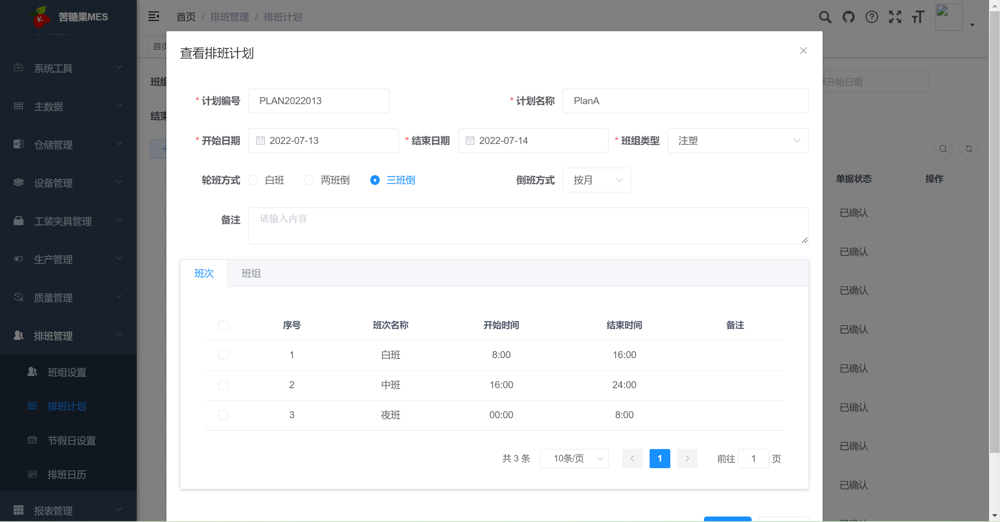 苦糖果MES
首页 / 排班管理 / 排班计划
系统工具
主数据
仓储管理
设备管理
工装夹具管理
生产管理
质量管理
排班管理
班组设置
排班计划
节假日设置
排班日历
报表管理
首页
班组
开始日期
结束
单据状态 操作
已确认
已确认
已确认
已确认
已确认
已确认
已确认
已确认
查看排班计划
* 计划编号 PLAN2022013 * 计划名称 PlanA
* 开始日期 2022-07-13 * 结束日期 2022-07-14 * 班组类型 注塑
轮班方式 白班 两班倒 三班倒 倒班方式 按月
备注 请输入内容
班次 班组
序号 班次名称 开始时间 结束时间 备注
1 白班 8:00 16:00
2 中班 16:00 24:00
3 夜班 00:00 8:00
共 3 条 10条/页 1 前往 1 页